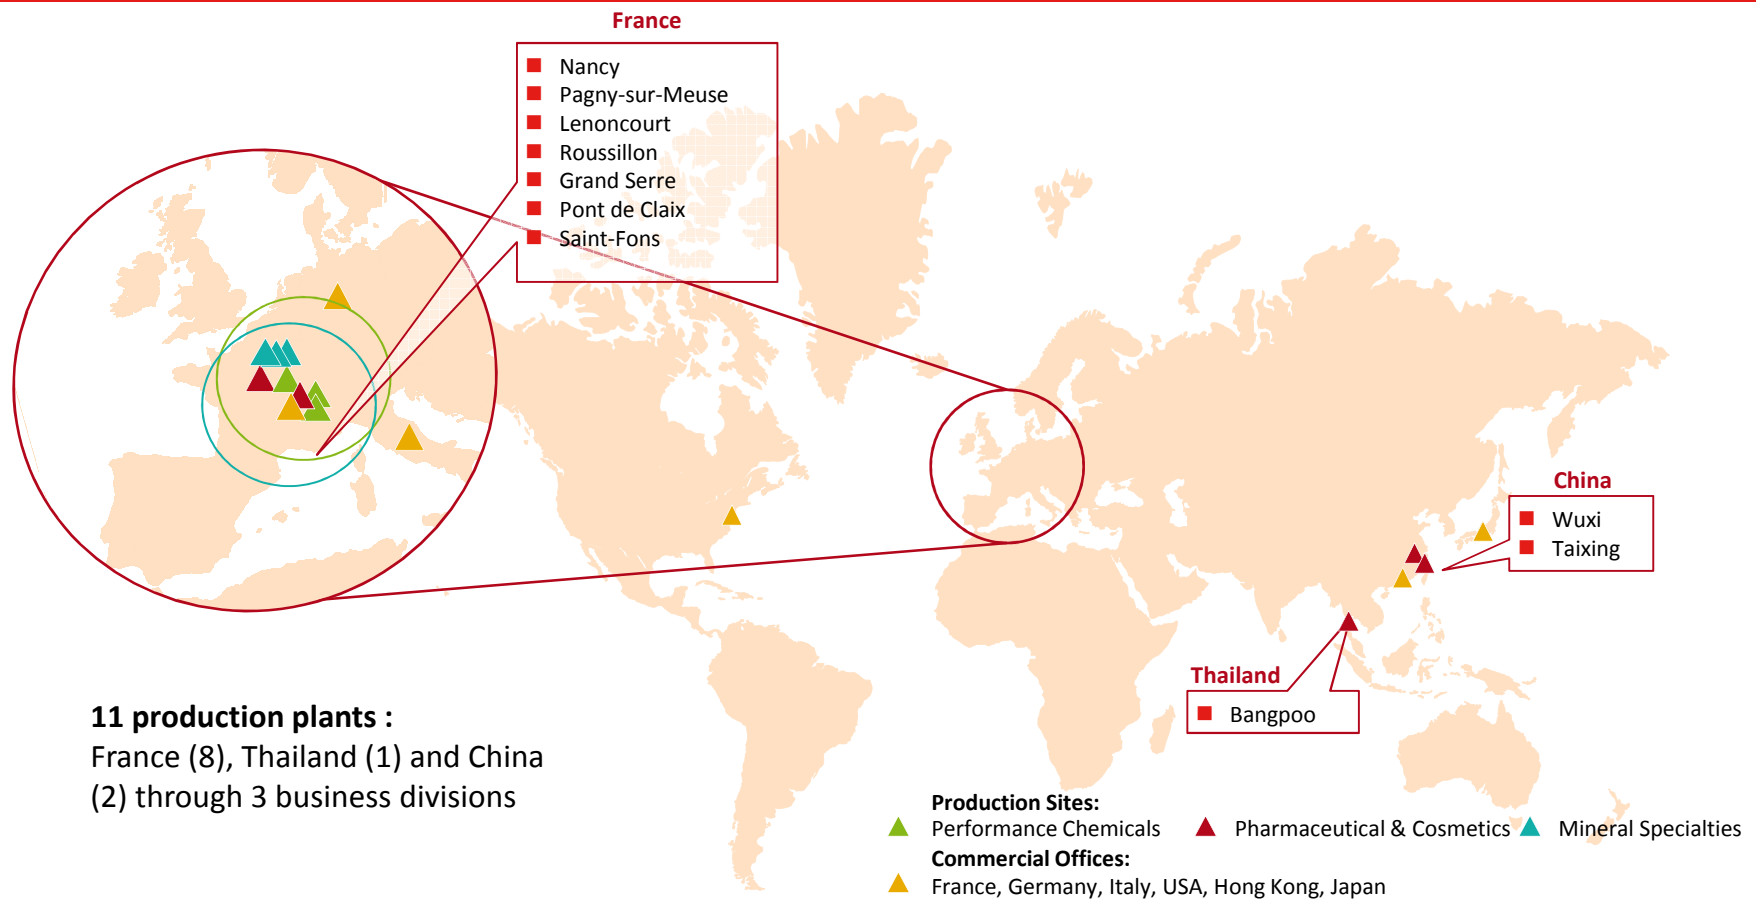 France
Nancy
Pagny-sur-Meuse
Lenoncourt
Roussillon
Grand Serre
Pont de Claix
Saint-Fons
China
Wuxi
Taixing
Thailand
Bangpoo
11 production plants :
France (8), Thailand (1) and China
(2) through 3 business divisions
Production Sites:
Performance Chemicals
Pharmaceutical & Cosmetics
Mineral Specialties
Commercial Offices:
France, Germany, Italy, USA, Hong Kong, Japan